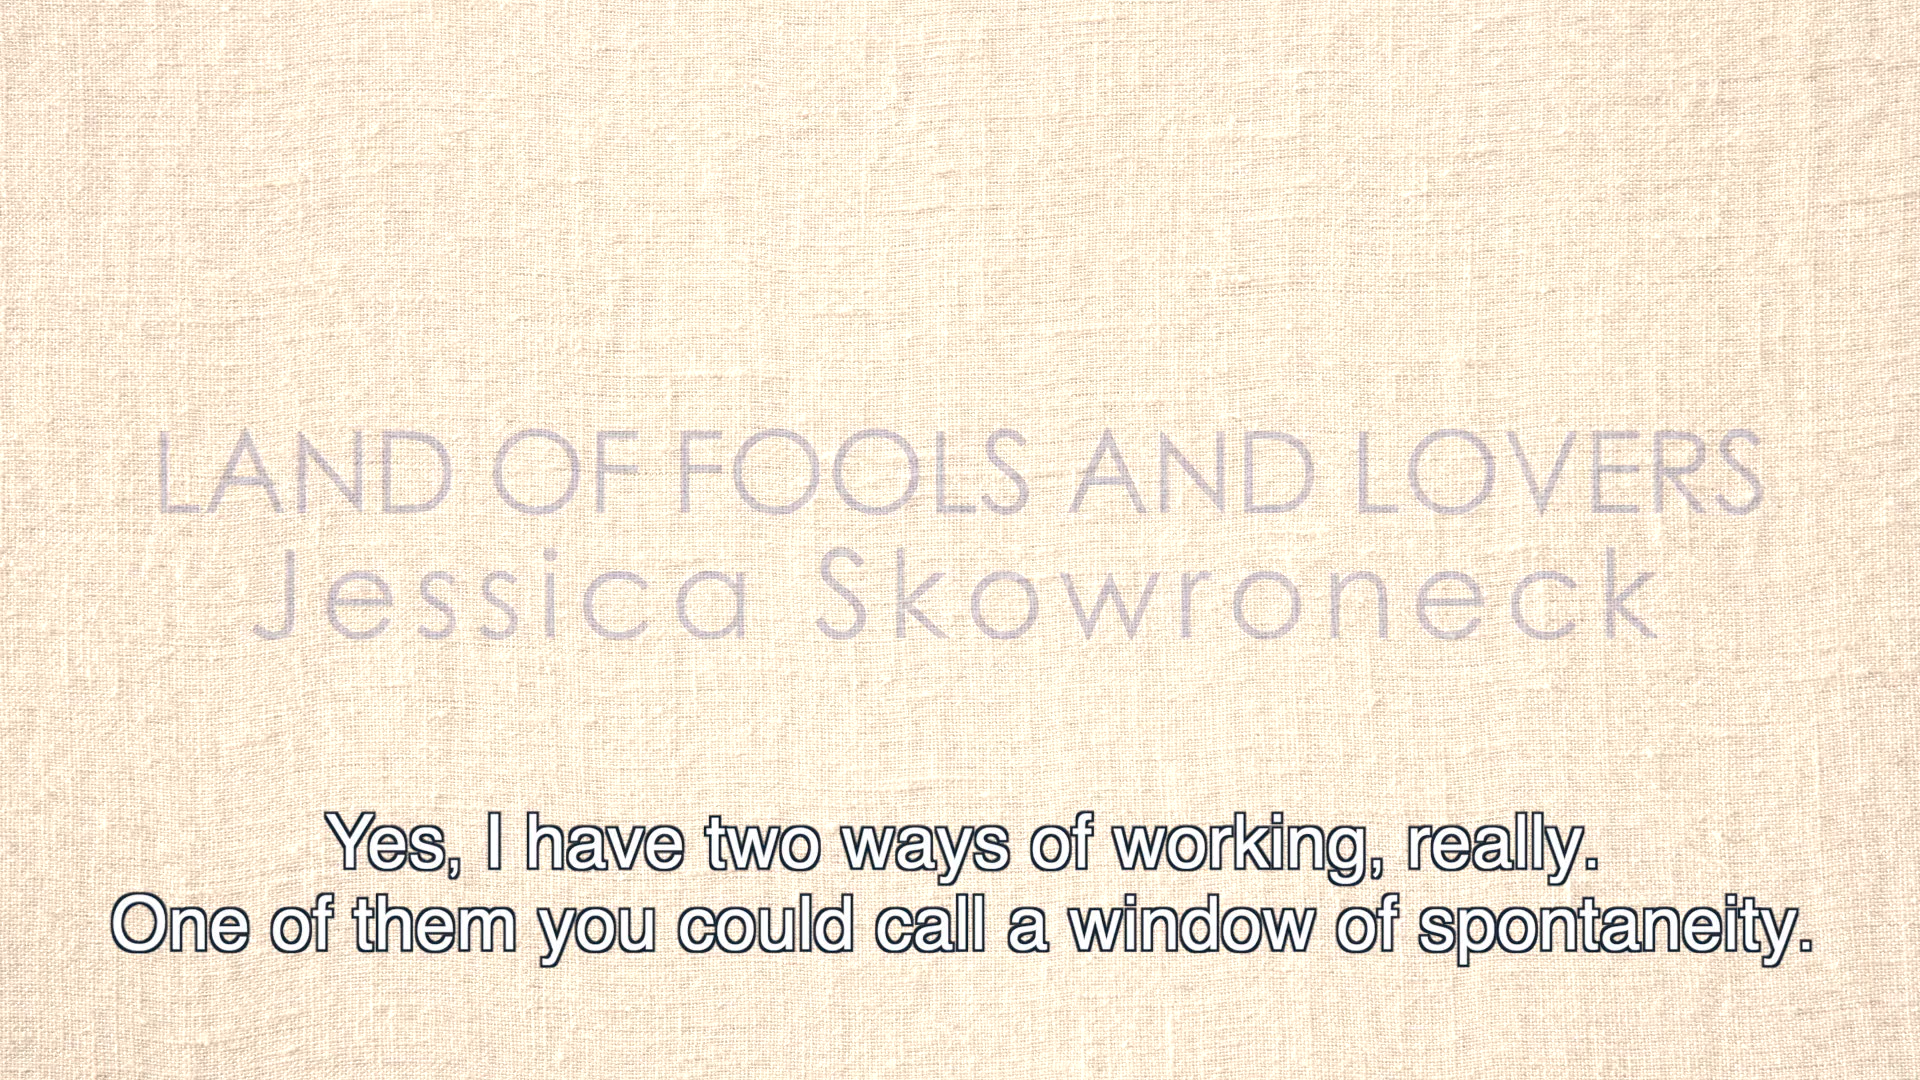 LAND OF FOOLS AND LOVERS
Jessica Skowroneck
Yes, I have two ways of working, really.
One of them you could call a window of spontaneity.